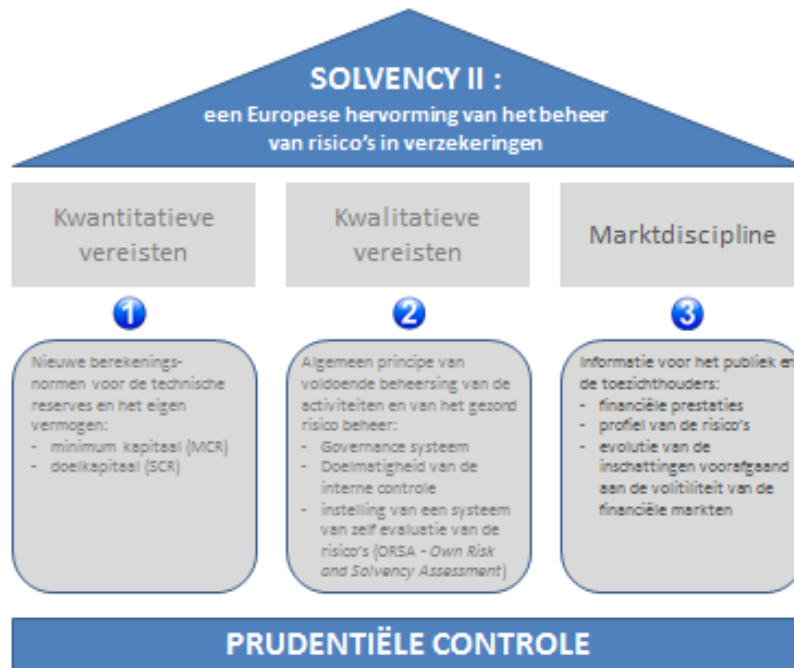 SOLVENCY II :
een Europese hervorming van het beheer
van risico's in verzekeringen
Kwantitatieve
vereisten
Kwalitatieve
vereisten
Marktdiscipline
1
2
3
Nieuwe berekenings-
normen voor de technische
reserves en het eigen
vermogen:
- minimum kapitaal (MCR)
- doelkapitaal (SCR)
Algemeen principe van
voldoende beheersing van de
activiteiten en van het gezond
risico beheer:
- Governance systeem
- Doelmatigheid van de
interne controle
- instelling van een systeem
van zelf evaluatie van de
risico's (ORSA - Own Risk
and Solvency Assessment)
Informatie voor het publiek en
de toezichthouders:
- financiële prestaties
- profiel van de risico's
- evolutie van de
inschattingen voorafgaand
aan de volitiliteit van de
financiële markten
PRUDENTIËLE CONTROLE